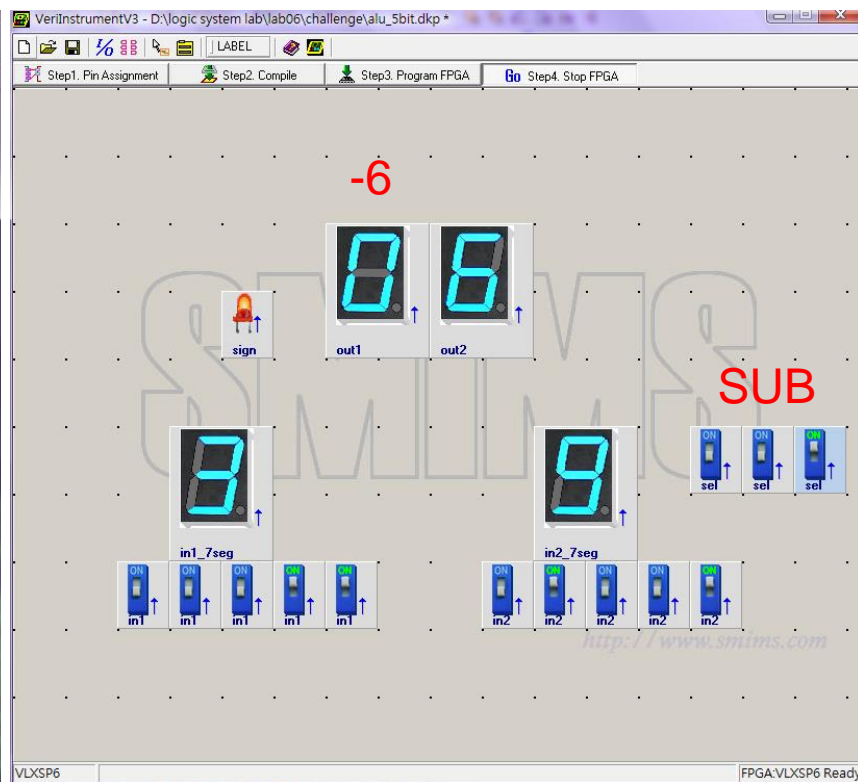 VeriInstrumentV3 - D:\logic system lab\lab06\challenge\alu_5bit.dkp *
I/O LABEL
Step1. Pin Assignment Step2. Compile Step3. Program FPGA Go Step4. Stop FPGA
-6
06
SMIMS
sign out1 out2
SUB
ON ON ON
sel sel sel
3 9
in1_7seg in2_7seg
ON ON ON ON ON ON ON ON ON ON
in1 in1 in1 in1 in1 in2 in2 in2 in2 in2
http://www.smims.com
VLXSP6 FPGA:VLXSP6 Ready